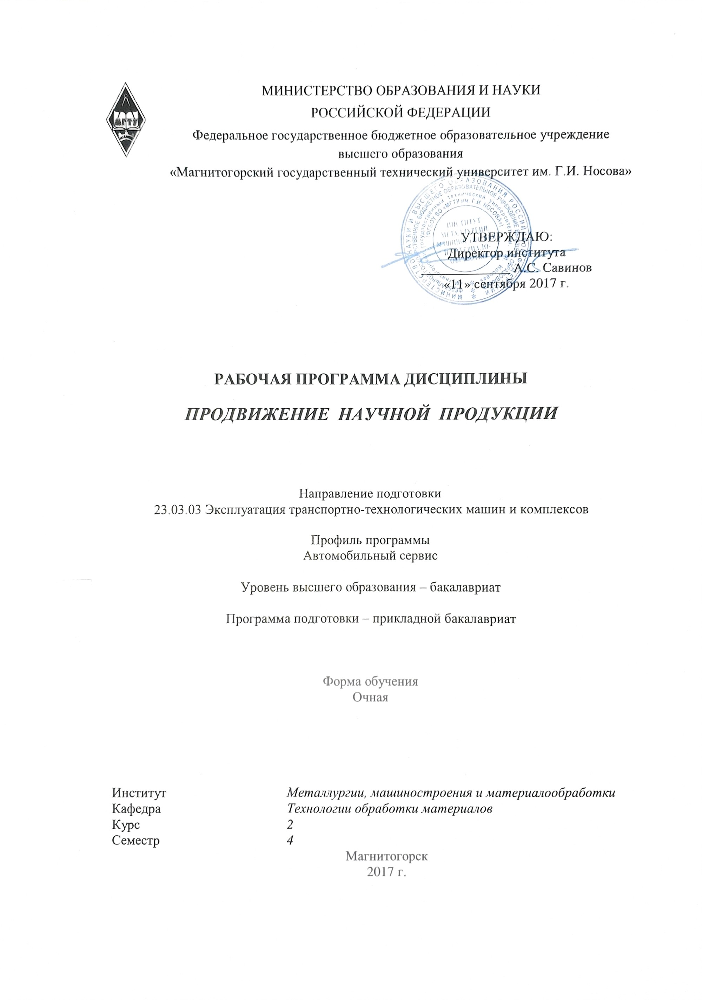 МИНИСТЕРСТВО ОБРАЗОВАНИЯ И НАУКИ
РОССИЙСКОЙ ФЕДЕРАЦИИ
Федеральное государственное бюджетное образовательное учреждение
высшего образования
«Магнитогорский государственный технический университет им. Г.И. Носова»
МГТУ
УТВЕРЖДАЮ:
Директор института
А.С. Савинов
«11» сентября 2017 г.
РАБОЧАЯ ПРОГРАММА ДИСЦИПЛИНЫ
ПРОДВИЖЕНИЕ НАУЧНОЙ ПРОДУКЦИИ
Направление подготовки
23.03.03 Эксплуатация транспортно-технологических машин и комплексов
Профиль программы
Автомобильный сервис
Уровень высшего образования – бакалавриат
Программа подготовки – прикладной бакалавриат
Форма обучения
Очная
Институт Металлургии, машиностроения и материалообработки
Кафедра Технологии обработки материалов
Курс 2
Семестр 4
Магнитогорск
2017 г.